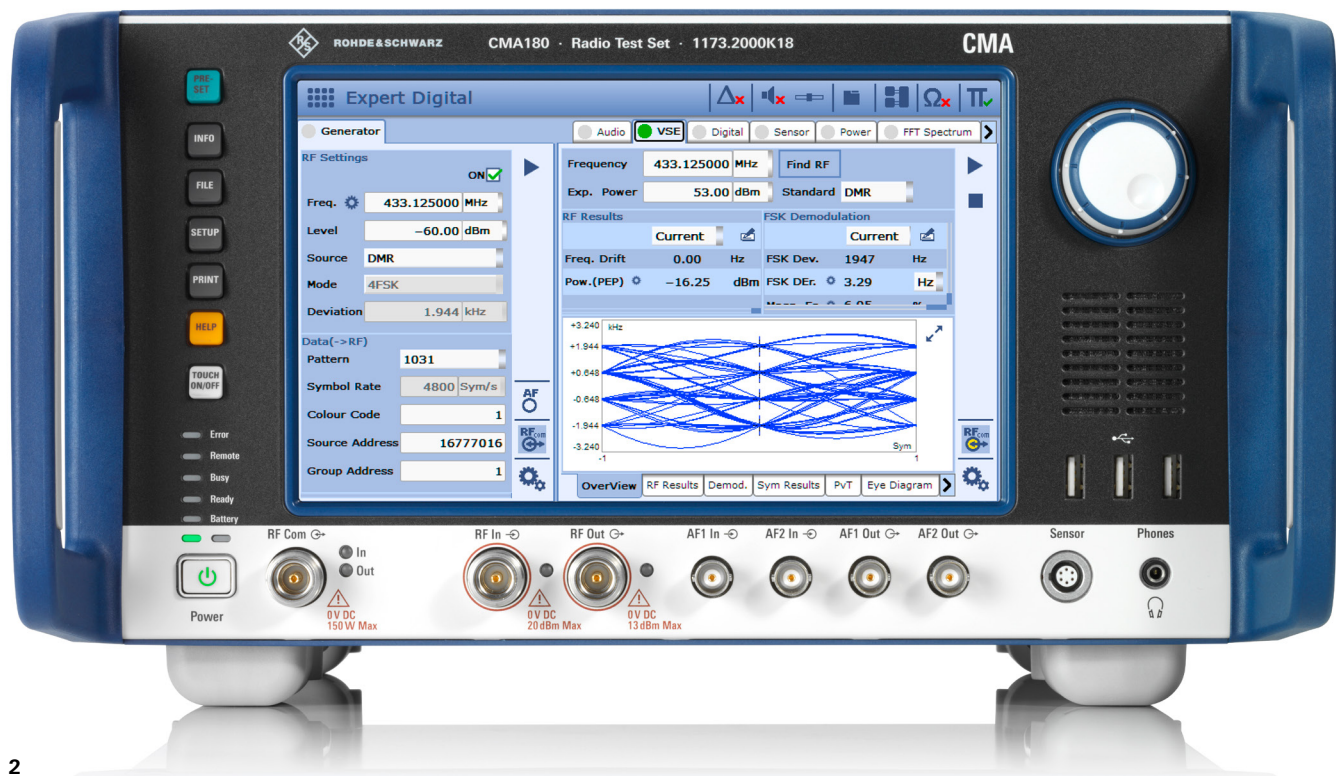 ROHDE&SCHWARZ CMA180 · Radio Test Set · 1173.2000K18 CMA
PRE-
SET
INFO
FILE
SETUP
PRINT
HELP
TOUCH
ON/OFF
Error
Remote
Busy
Ready
Battery
Power
Expert Digital
Generator
RF Settings
ON
Freq. 433.125000 MHz
Level −60.00 dBm
Source DMR
Mode 4FSK
Deviation 1.944 kHz
Data(->RF)
Pattern 1031
Symbol Rate 4800 Sym/s
Colour Code 1
Source Address 16777016
Group Address 1
AF
RF com
Audio VSE Digital Sensor Power FFT Spectrum
Frequency 433.125000 MHz Find RF
Exp. Power 53.00 dBm Standard DMR
RF Results
Current
Freq. Drift 0.00 Hz
Pow.(PEP) −16.25 dBm
FSK Demodulation
Current
FSK Dev. 1947 Hz
FSK DEr. 3.29 Hz
+3.240 kHz
+1.944
+0.648
-0.648
-1.944
-3.240
-1 Sym 1
RF com
OverView RF Results Demod. Sym Results PvT Eye Diagram
RF Com
In
Out
0 V DC
150 W Max
RF In
0 V DC
20 dBm Max
RF Out
0 V DC
13 dBm Max
AF1 In
AF2 In
AF1 Out
AF2 Out
Sensor
Phones
2